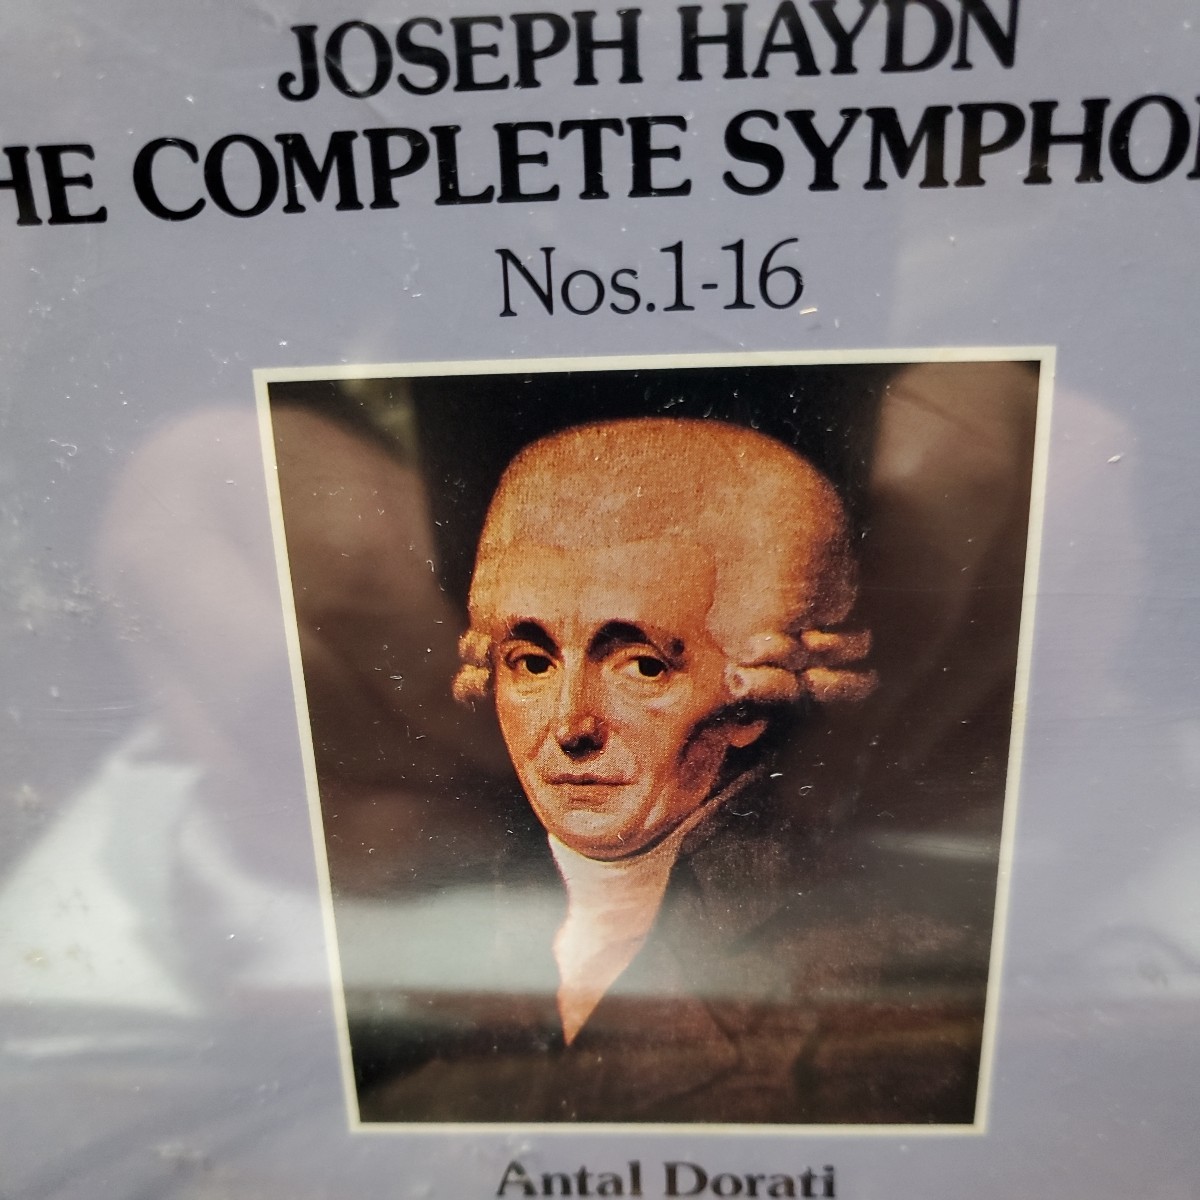 JOSEPH HAYDN
HE COMPLETE SYMPHO
Nos.1-16
Antal Dorati